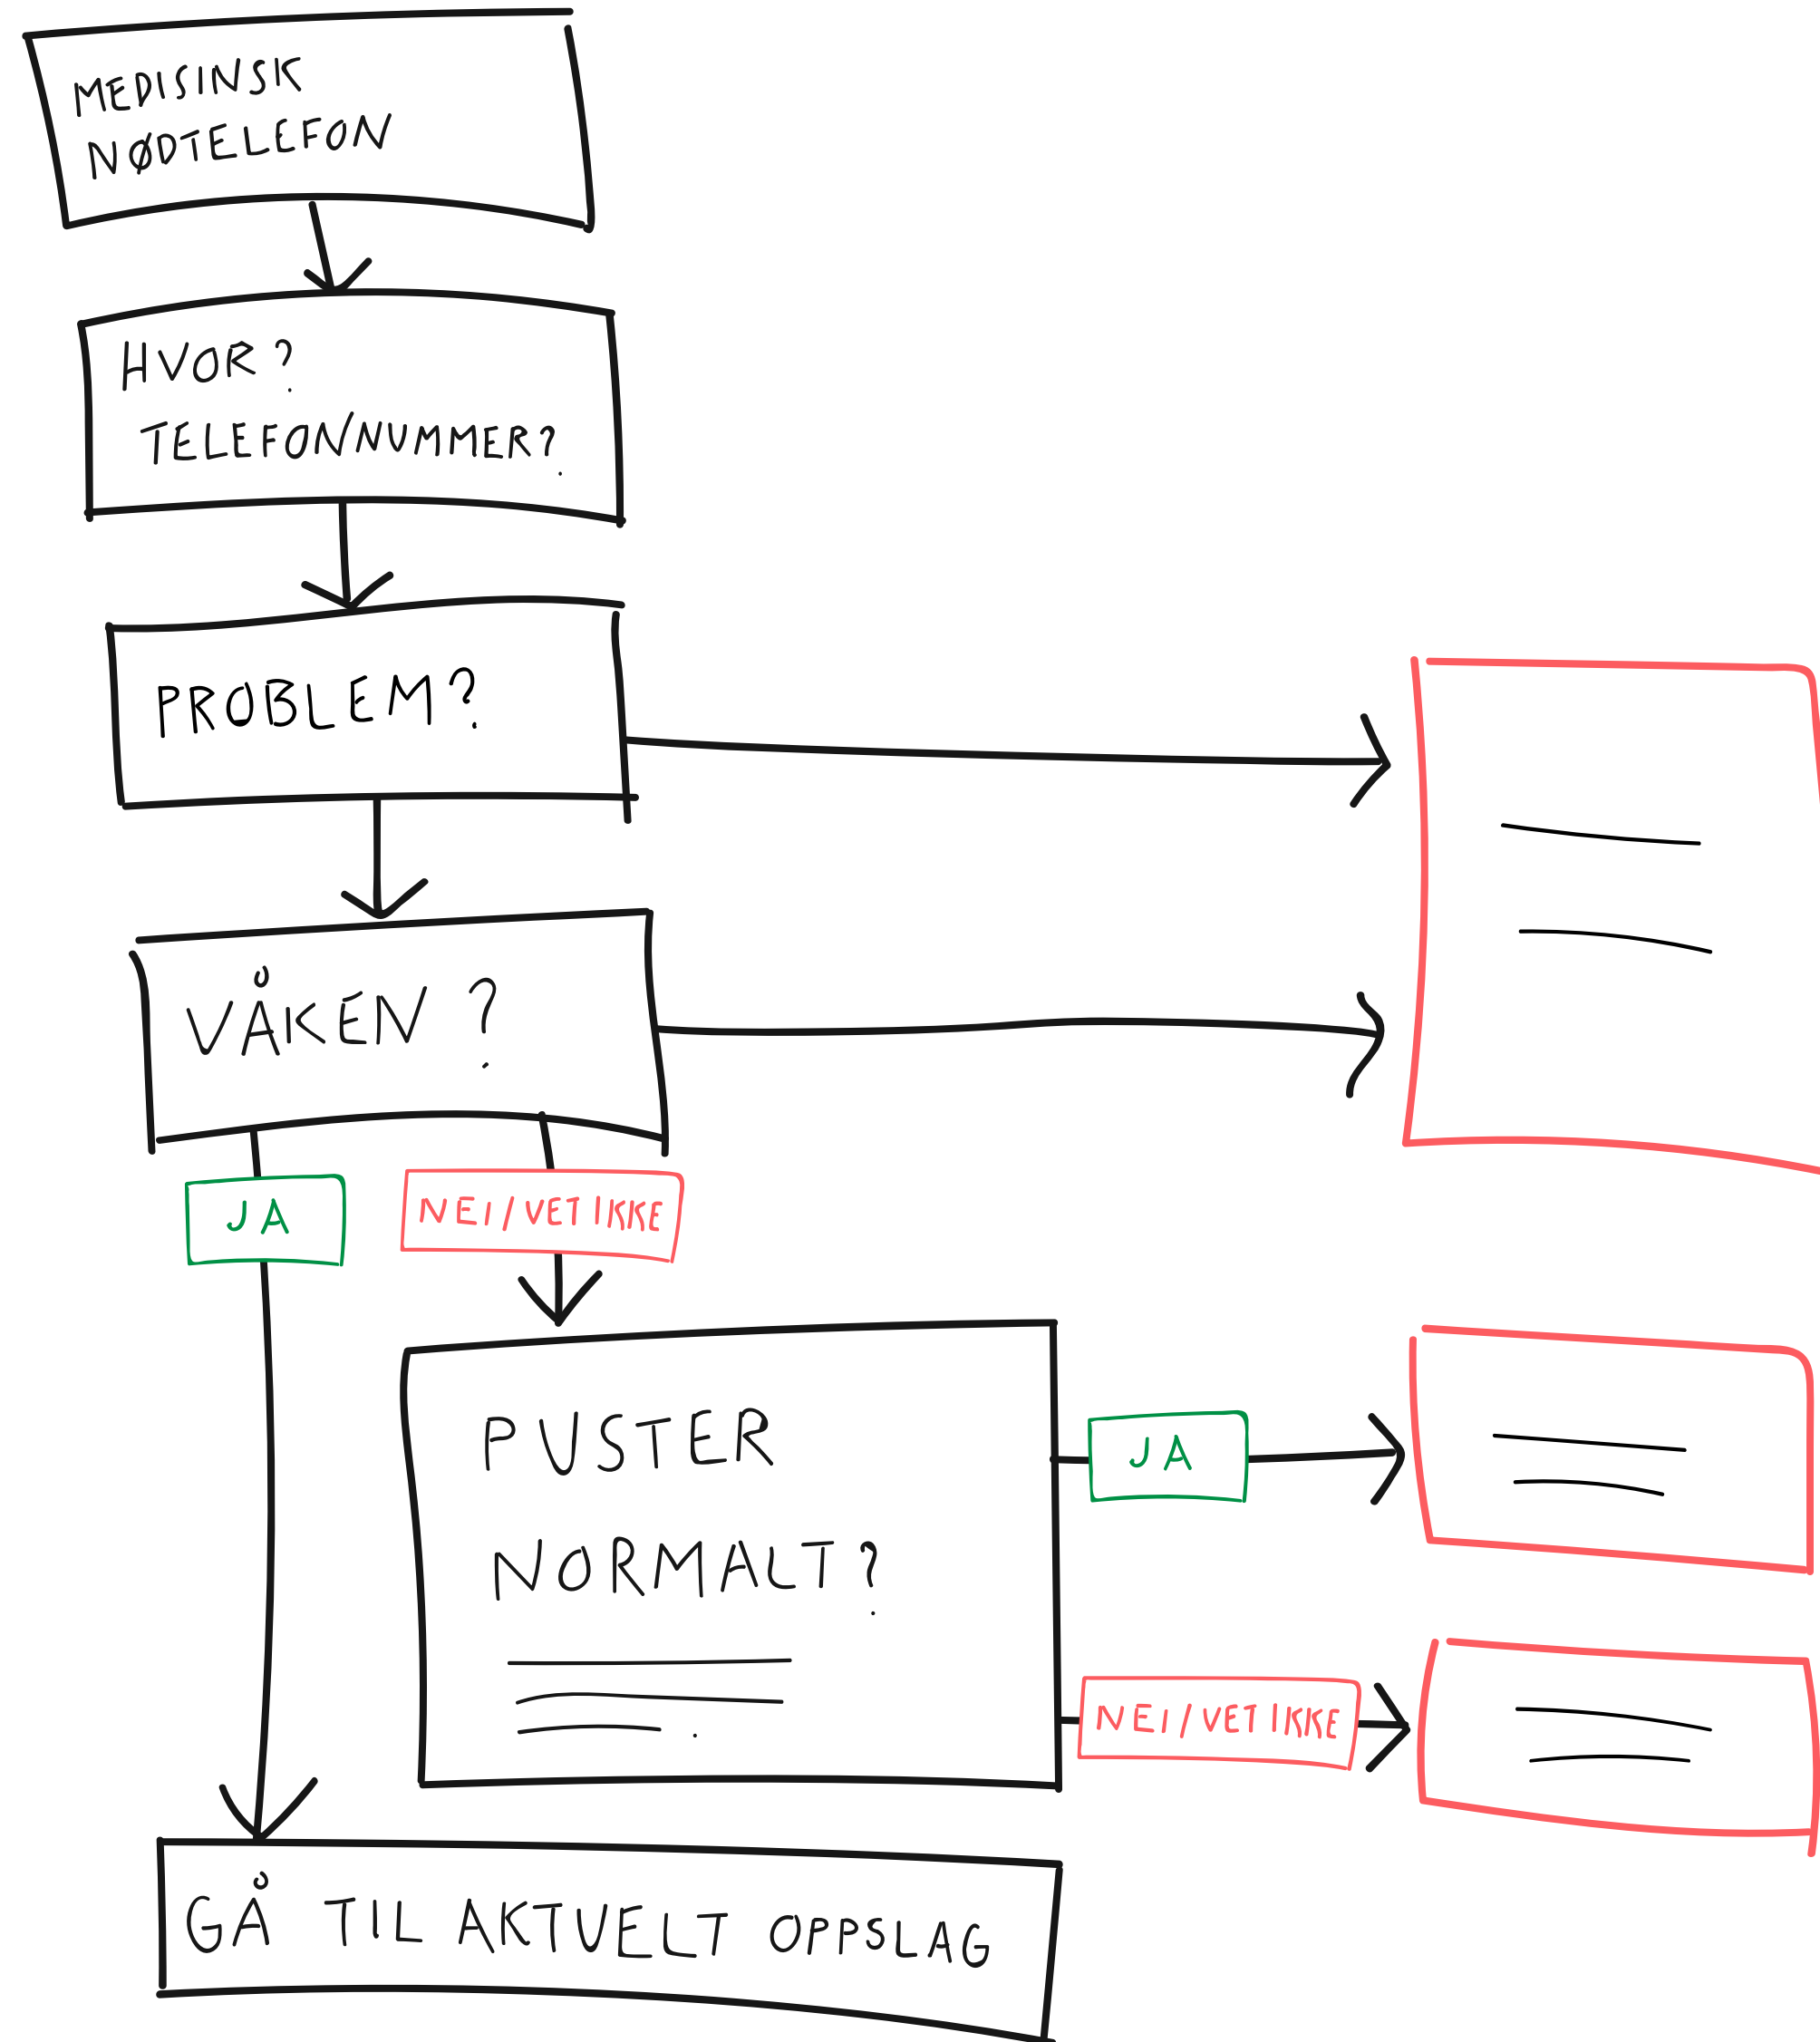 MEDISINSK
NØDTELEFON
HVOR?
TELEFONNUMMER?
PROBLEM?
VÅKEN?
JA
NEI/VET IKKE
PUSTER
NORMALT?
JA
NEI/VET IKKE
GÅ TIL AKTUELT OPPSLAG